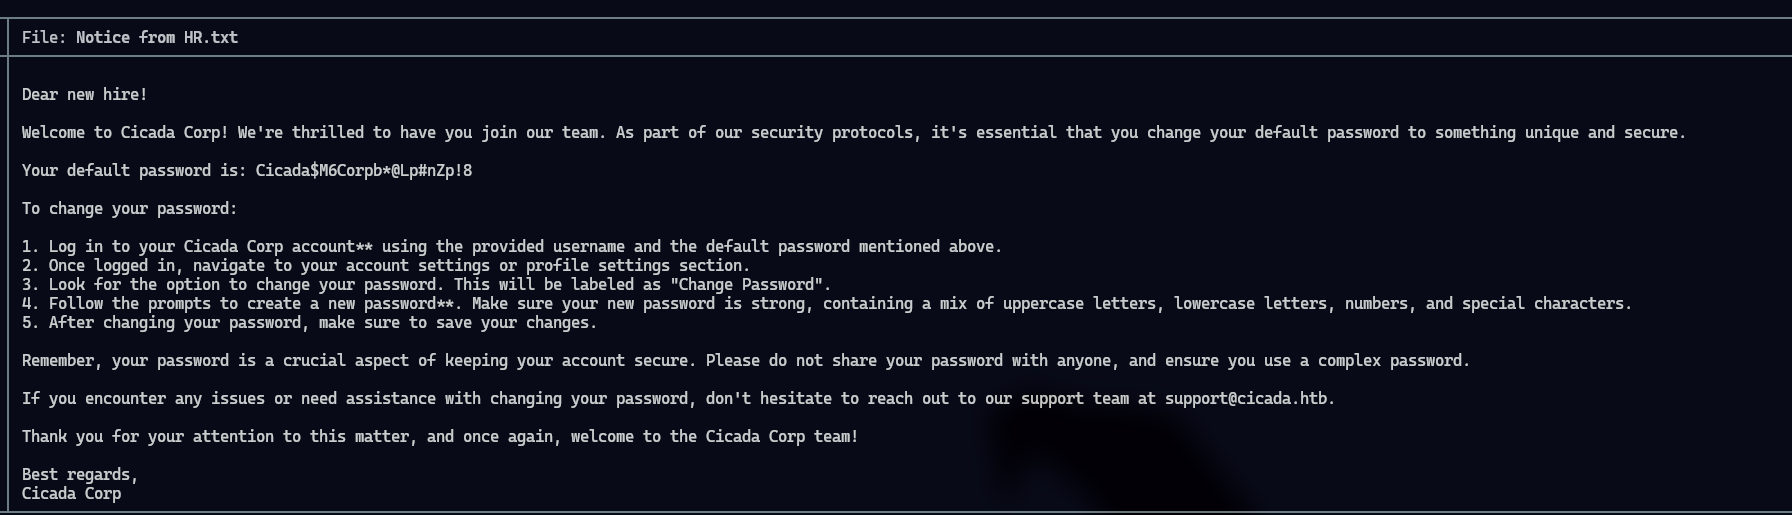 File: Notice from HR.txt
Dear new hire!
Welcome to Cicada Corp! We're thrilled to have you join our team. As part of our security protocols, it's essential that you change your default password to something unique and secure.
Your default password is: Cicada$M6Corpb*@Lp#nZp!8
To change your password:
1. Log in to your Cicada Corp account** using the provided username and the default password mentioned above.
2. Once logged in, navigate to your account settings or profile settings section.
3. Look for the option to change your password. This will be labeled as "Change Password".
4. Follow the prompts to create a new password**. Make sure your new password is strong, containing a mix of uppercase letters, lowercase letters, numbers, and special characters.
5. After changing your password, make sure to save your changes.
Remember, your password is a crucial aspect of keeping your account secure. Please do not share your password with anyone, and ensure you use a complex password.
If you encounter any issues or need assistance with changing your password, don't hesitate to reach out to our support team at support@cicada.htb.
Thank you for your attention to this matter, and once again, welcome to the Cicada Corp team!
Best regards,
Cicada Corp